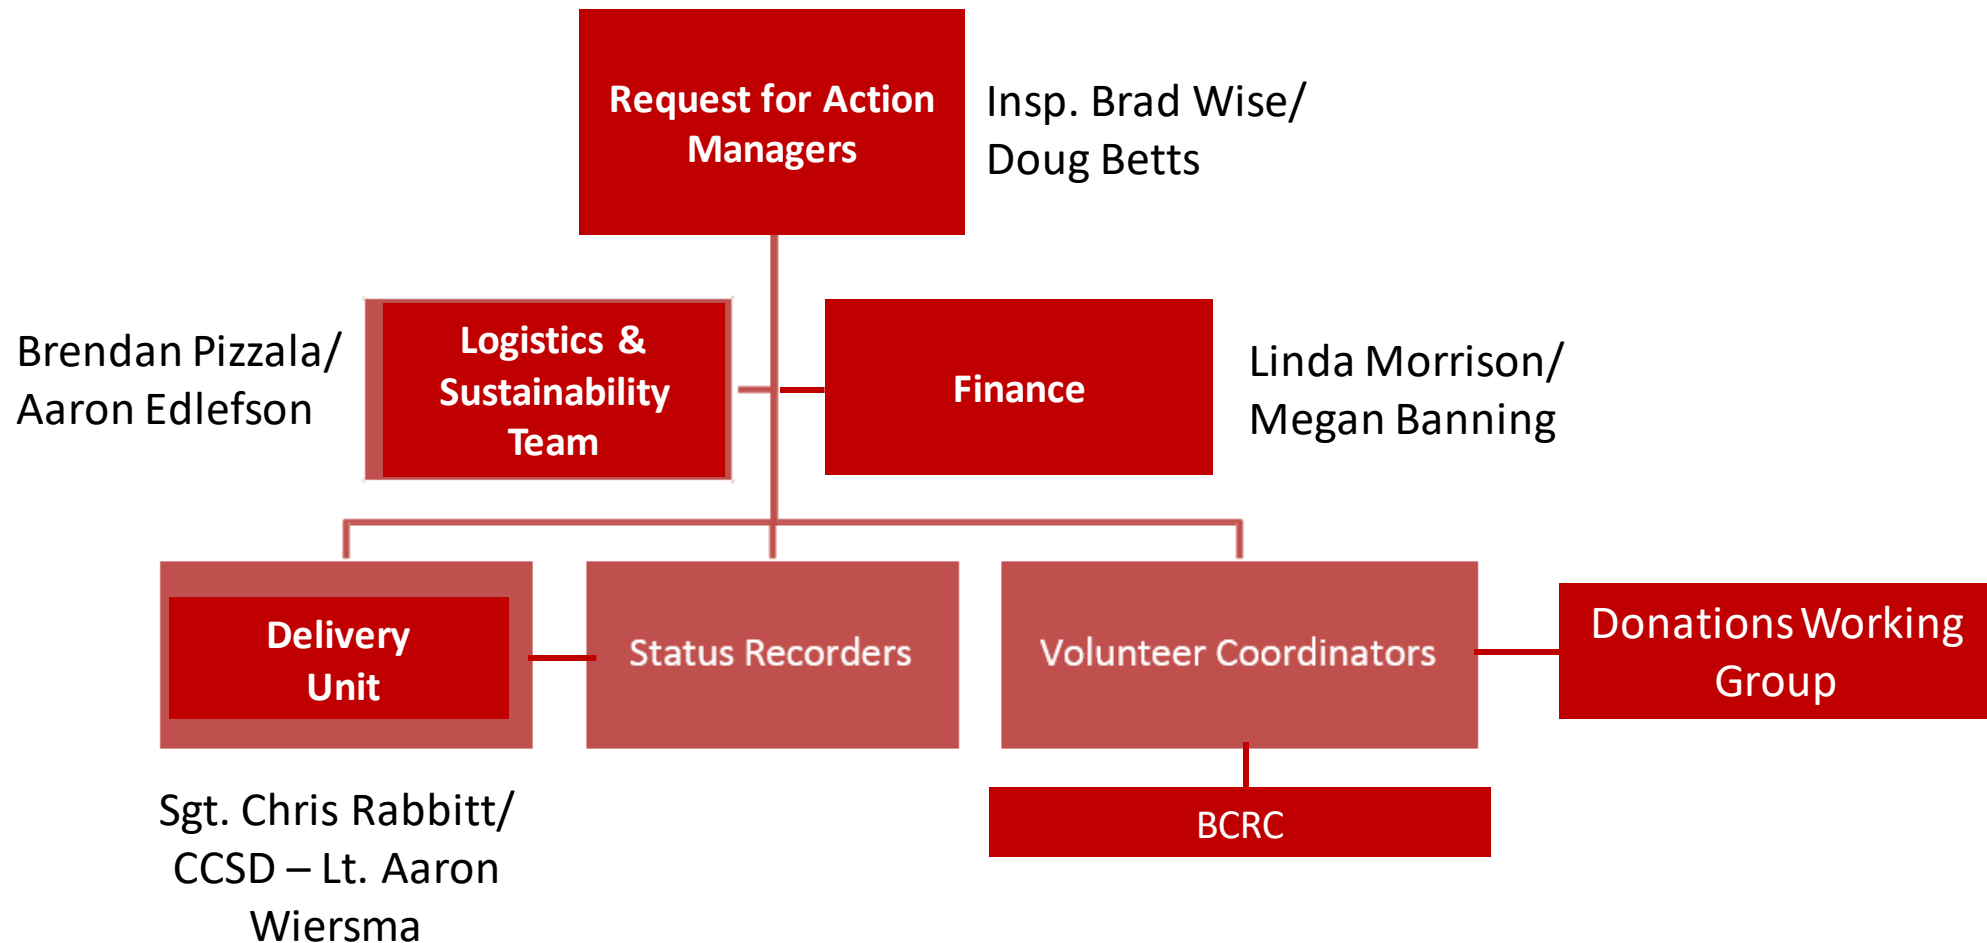 Request for Action
Managers
Insp. Brad Wise/
Doug Betts
Brendan Pizzala/
Aaron Edlefson
Logistics &
Sustainability
Team
Finance
Linda Morrison/
Megan Banning
Delivery
Unit
Status Recorders
Volunteer Coordinators
Donations Working
Group
Sgt. Chris Rabbitt/
CCSD – Lt. Aaron
Wiersma
BCRC